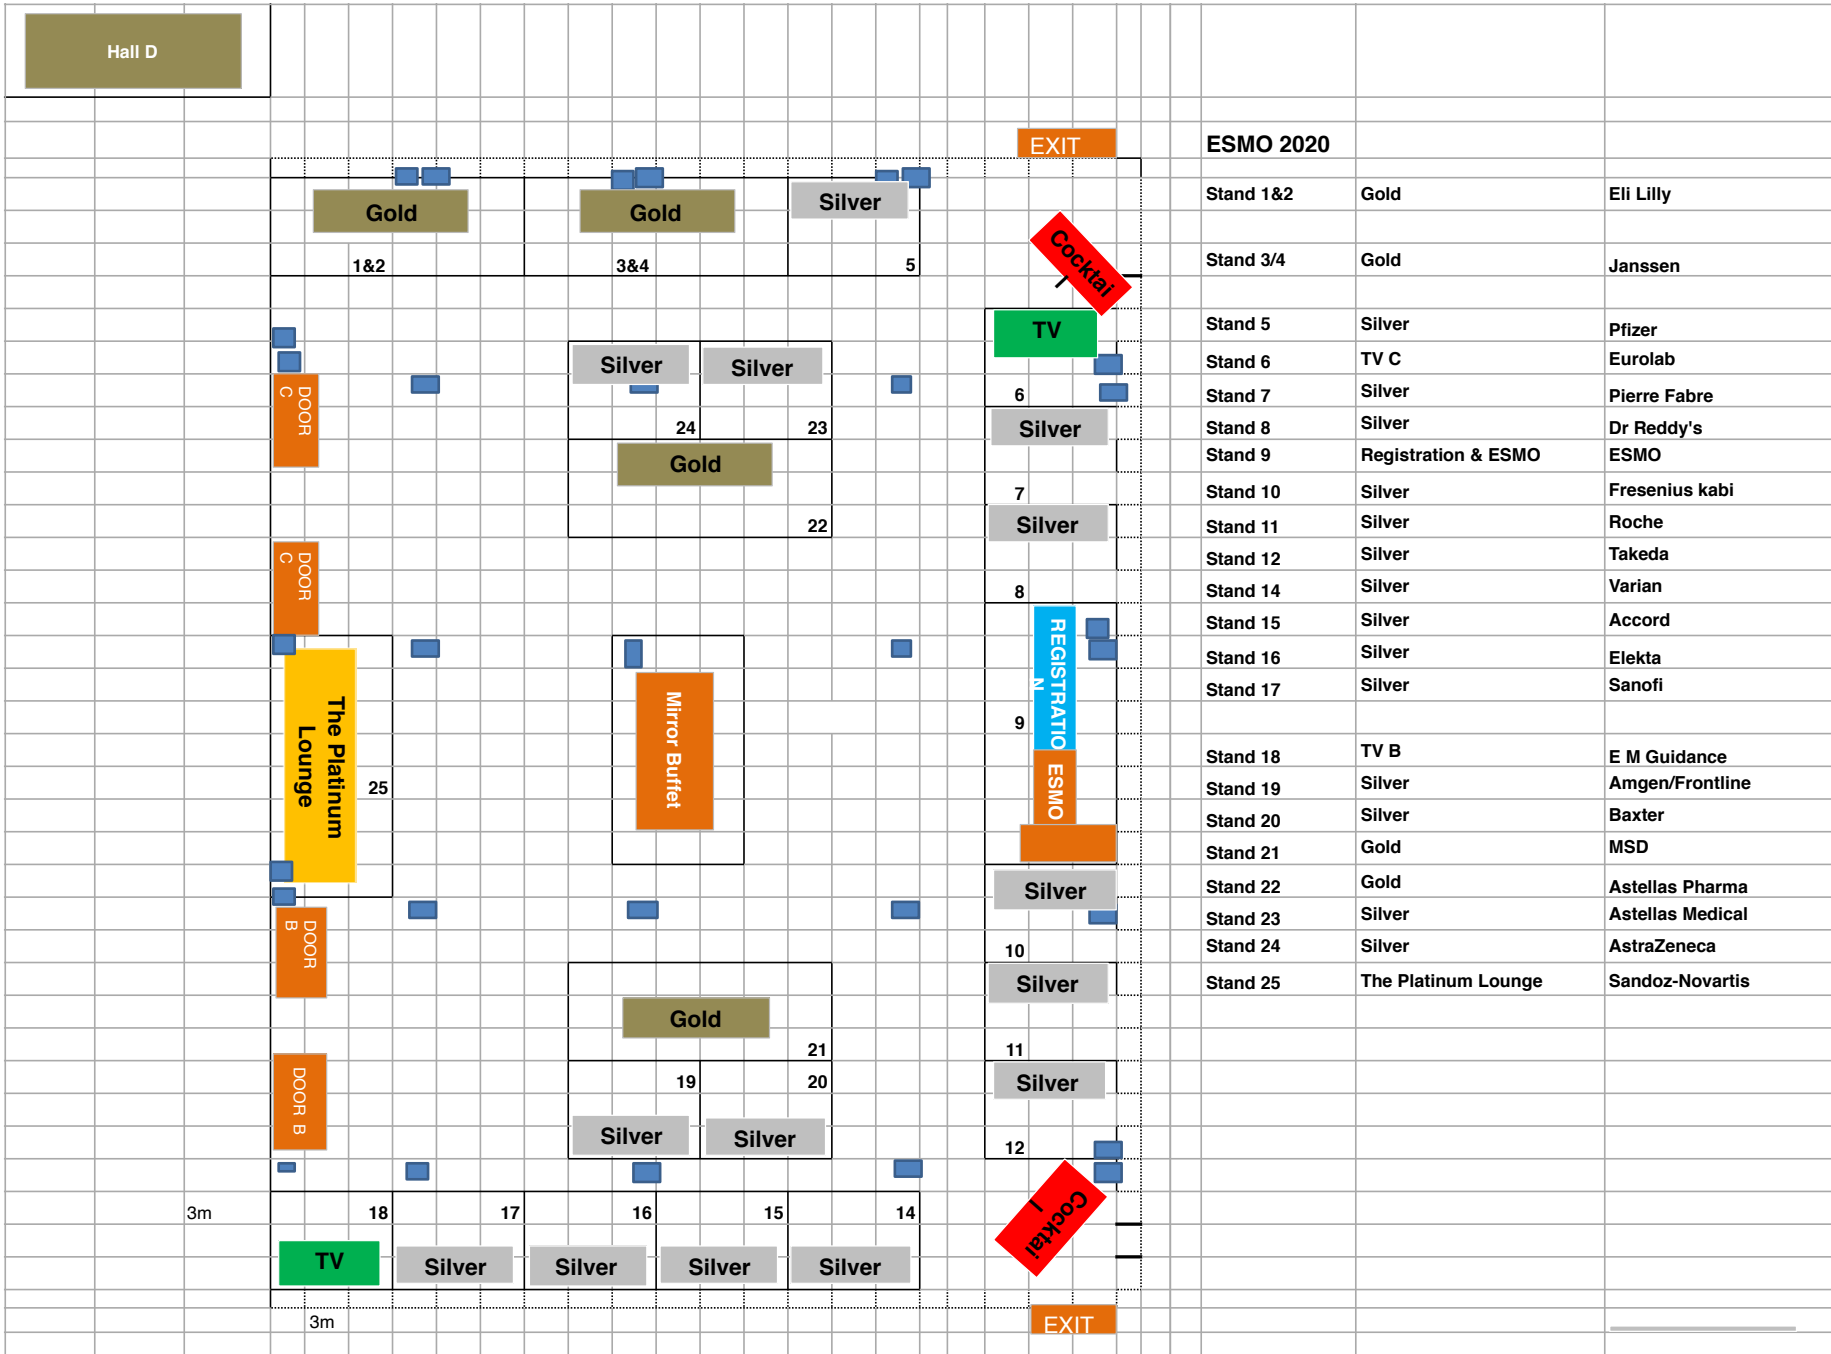 Hall D
EXIT
ESMO 2020
Gold
Gold
Silver
1&2
3&4
5
Cocktai
l
TV
6
Silver
Silver
24
23
Gold
22
Silver
7
Silver
8
DOOR
C
DOOR
C
The Platinum
Lounge
25
Mirror Buffet
REGISTRATIO
N
9
ESMO
Silver
10
DOOR
B
Silver
11
Gold
21
19
20
Silver
Silver
DOOR B
Silver
12
3m
18
17
16
15
14
Cocktai
l
TV
Silver
Silver
Silver
Silver
3m
EXIT
Stand 1&2 Gold Eli Lilly
Stand 3/4 Gold Janssen
Stand 5 Silver Pfizer
Stand 6 TV C Eurolab
Stand 7 Silver Pierre Fabre
Stand 8 Silver Dr Reddy's
Stand 9 Registration & ESMO ESMO
Stand 10 Silver Fresenius kabi
Stand 11 Silver Roche
Stand 12 Silver Takeda
Stand 14 Silver Varian
Stand 15 Silver Accord
Stand 16 Silver Elekta
Stand 17 Silver Sanofi
Stand 18 TV B E M Guidance
Stand 19 Silver Amgen/Frontline
Stand 20 Silver Baxter
Stand 21 Gold MSD
Stand 22 Gold Astellas Pharma
Stand 23 Silver Astellas Medical
Stand 24 Silver AstraZeneca
Stand 25 The Platinum Lounge Sandoz-Novartis